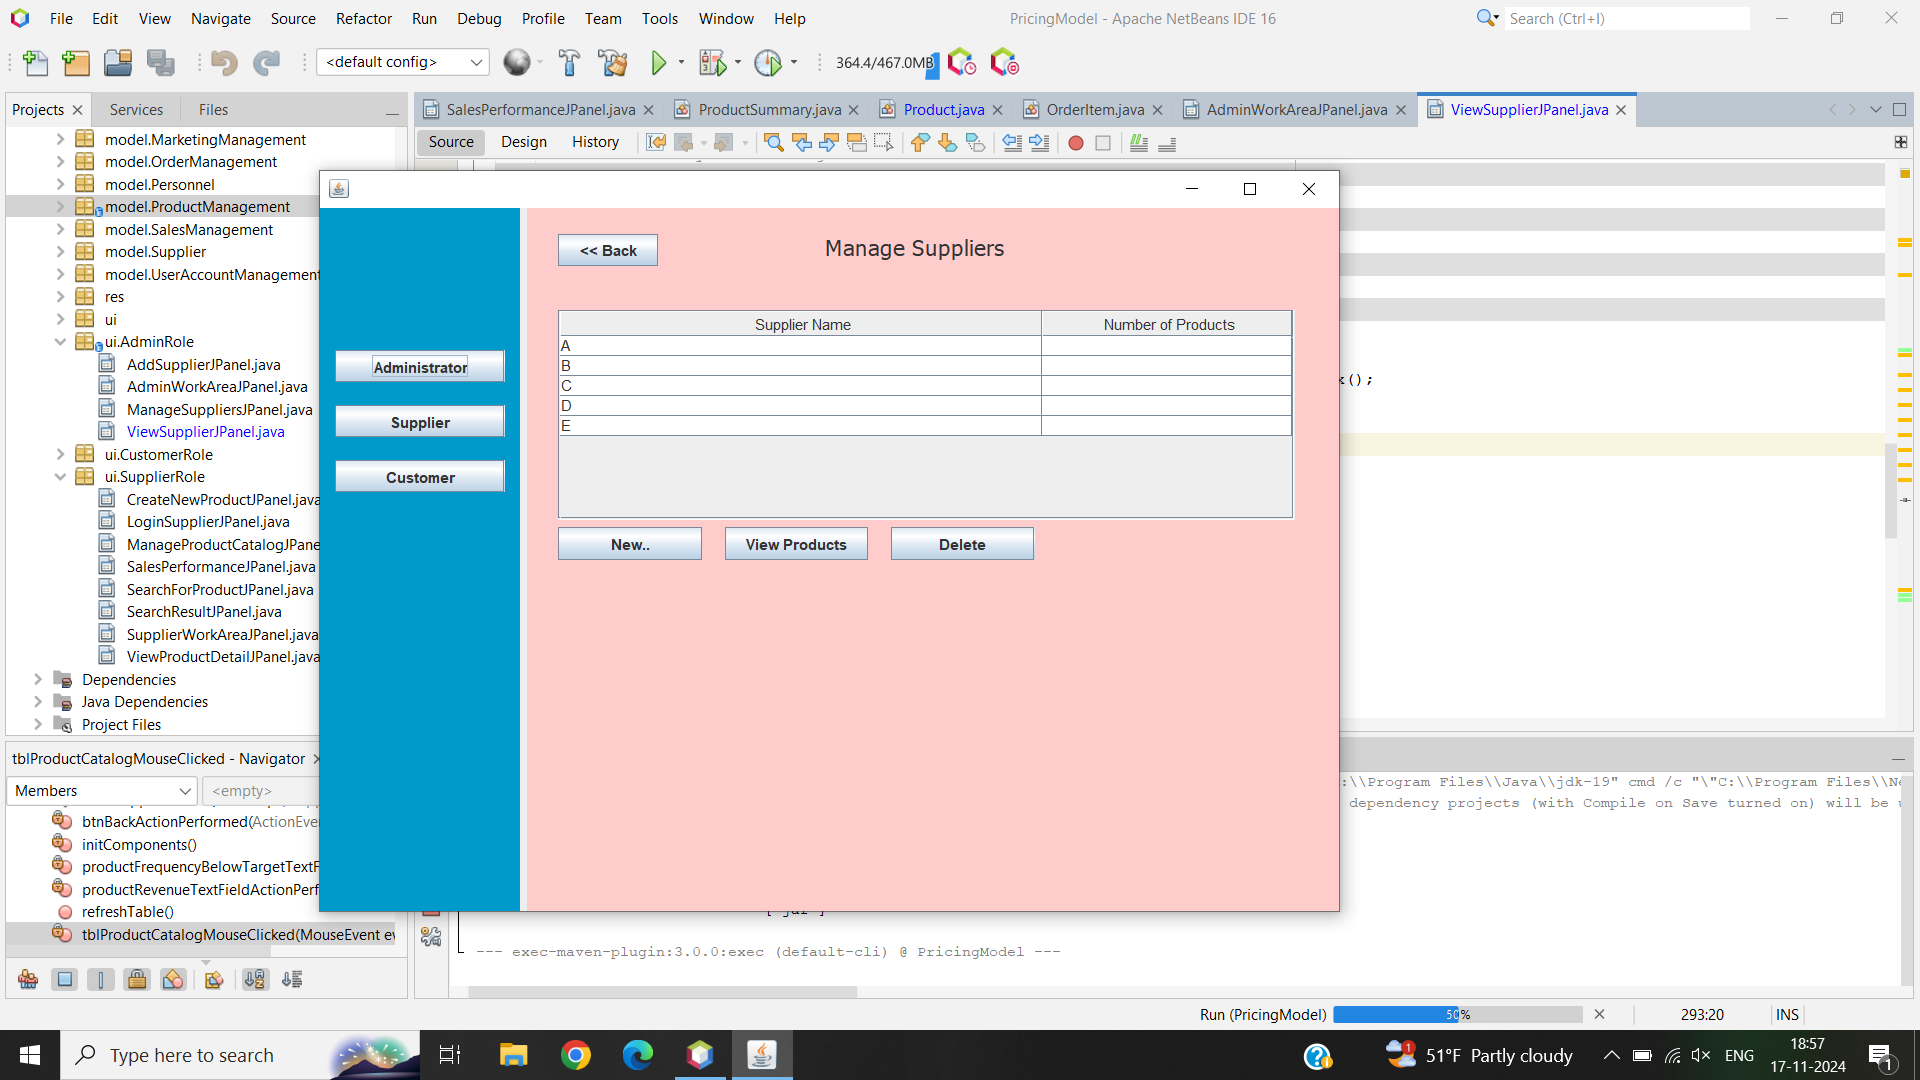 File Edit View Navigate Source Refactor Run Debug Profile Team Tools Window Help
PricingModel - Apache NetBeans IDE 16
Search (Ctrl+I)
<default config>
364.4/467.0MB
Projects Services Files
SalesPerformanceJPanel.java ProductSummary.java Product.java OrderItem.java AdminWorkAreaJPanel.java ViewSupplierJPanel.java
Source Design History
model.MarketingManagement
model.OrderManagement
model.Personnel
model.ProductManagement
model.SalesManagement
model.Supplier
model.UserAccountManagement
res
ui
ui.AdminRole
AddSupplierJPanel.java
AdminWorkAreaJPanel.java
ManageSuppliersJPanel.java
ViewSupplierJPanel.java
ui.CustomerRole
ui.SupplierRole
CreateNewProductJPanel.java
LoginSupplierJPanel.java
ManageProductCatalogJPane
SalesPerformanceJPanel.java
SearchForProductJPanel.java
SearchResultJPanel.java
SupplierWorkAreaJPanel.java
ViewProductDetailJPanel.java
Dependencies
Java Dependencies
Project Files
<< Back
Manage Suppliers
Administrator
Supplier
Customer
Supplier Name Number of Products
A
B
C
D
E
New.. View Products Delete
();
tblProductCatalogMouseClicked - Navigator
Members
<empty>
btnBackActionPerformed(ActionEve
initComponents()
productFrequencyBelowTargetTextF
productRevenueTextFieldActionPerf
refreshTable()
tblProductCatalogMouseClicked(MouseEvent ev
:\\Program Files\\Java\\jdk-19" cmd /c "\"C:\\Program Files\\Ne
dependency projects (with Compile on Save turned on) will be u
--- exec-maven-plugin:3.0.0:exec (default-cli) @ PricingModel ---
Run (PricingModel) 50%
293:20 INS
Type here to search
51°F Partly cloudy
ENG
18:57
17-11-2024
1